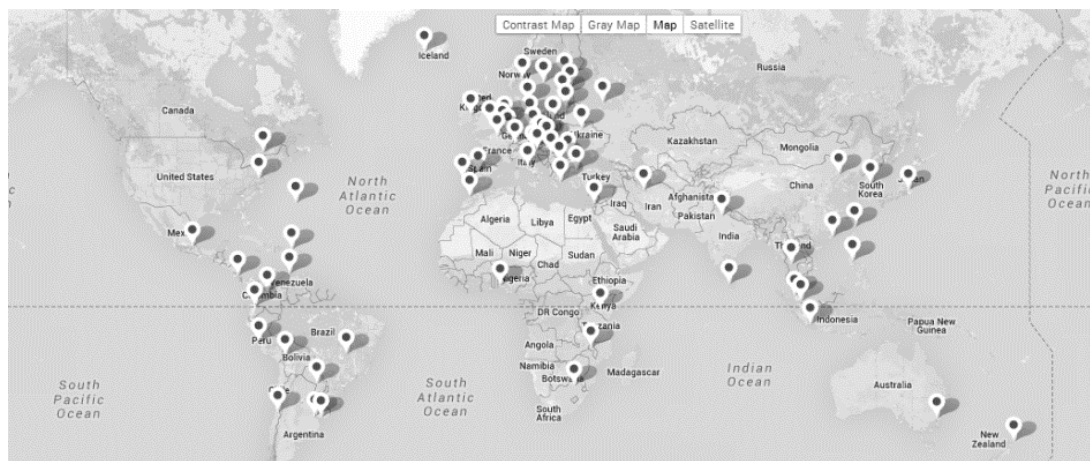 Contrast Map Gray Map Map Satellite
Iceland
Sweden
Norway
Russia
Canada
Ukraine
Kazakhstan
Mongolia
France
Spain
Italy
Turkey
United States
North
Atlantic
Ocean
North
Pacific
Ocean
China
South
Korea
Iraq
Iran
Afghanistan
Pakistan
Algeria
Libya
Egypt
Saudi
Arabia
India
Mali
Niger
Chad
Sudan
Ethiopia
DR Congo
Indonesia
Papua New
Guinea
Peru
Brazil
Bolivia
Angola
Namibia
Madagascar
South
Pacific
Ocean
South
Atlantic
Ocean
Indian
Ocean
Australia
South
Africa
Argentina
New
Zealand